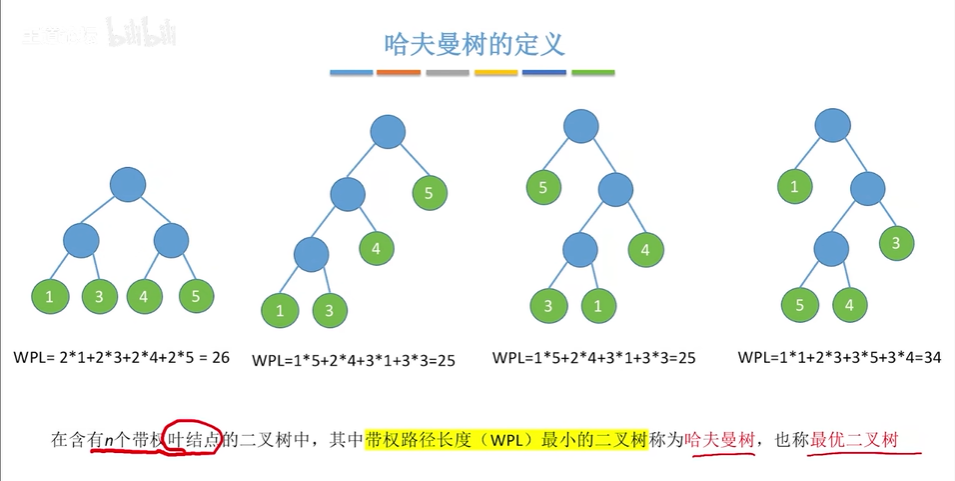 bilibili
哈夫曼树的定义
5
5
1
4
4
3
1 3 4 5
1 3
3 1
5 4
WPL= 2*1+2*3+2*4+2*5 = 26
WPL=1*5+2*4+3*1+3*3=25
WPL=1*5+2*4+3*1+3*3=25
WPL=1*1+2*3+3*5+3*4=34
在含有n个带权叶结点的二叉树中，其中带权路径长度（WPL）最小的二叉树称为哈夫曼树，也称最优二叉树